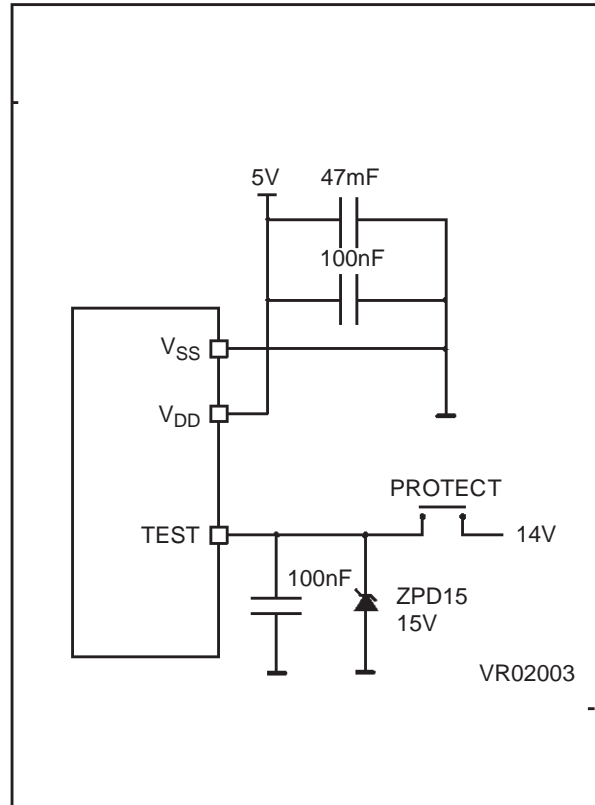 5V
47mF
100nF
VSS
VDD
PROTECT
TEST
14V
100nF
ZPD15
15V
VR02003